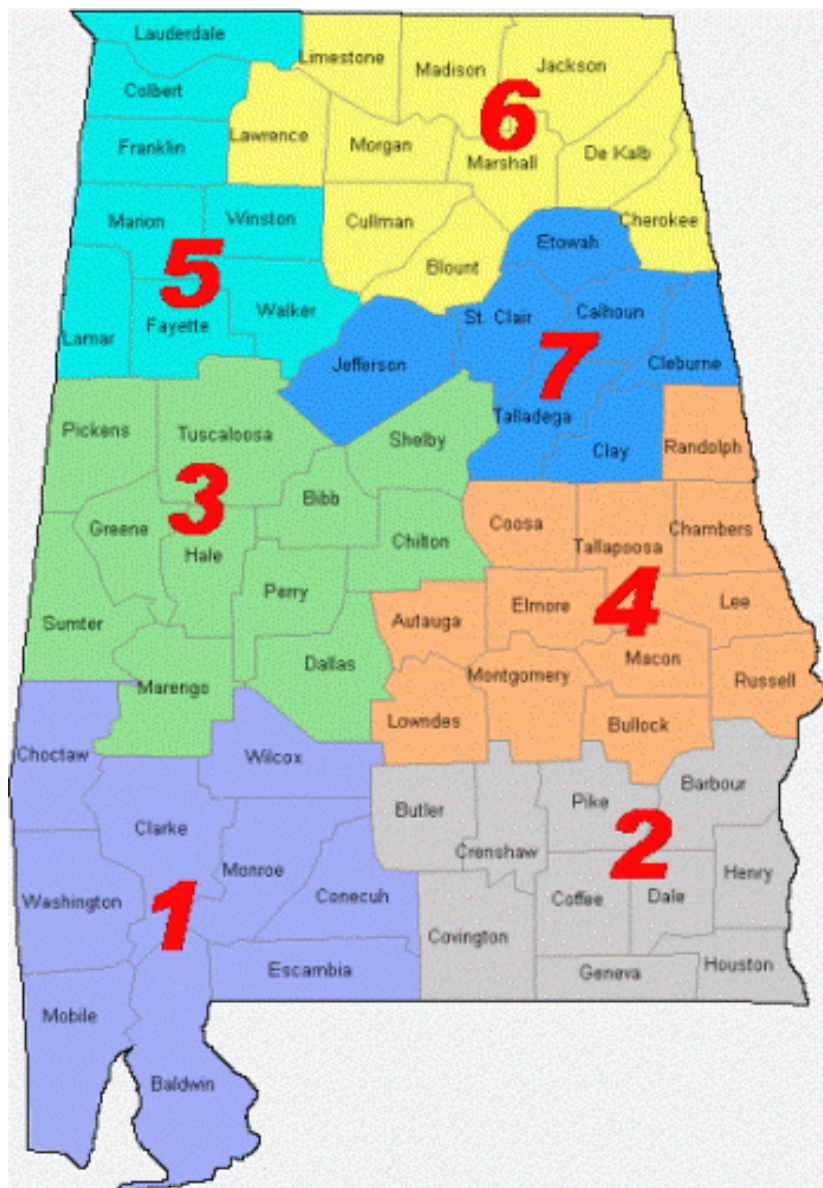 Lauderdale
Limestone
Madison
Jackson
Colbert
6
Lawrence
Franklin
Morgan
Marshall
De Kalb
Marion
Winston
Cullman
Cherokee
Etowah
5
Blount
Lamar
Fayette
Walker
St. Clair
Calhoun
Jefferson
7
Cleburne
Pickens
Tuscaloosa
Shelby
Talladega
Clay
Randolph
3
Bibb
Greene
Hale
Chilton
Coosa
Tallapoosa
Chambers
Perry
Elmore
4
Lee
Sumter
Autauga
Dallas
Macon
Marengo
Montgomery
Russell
Lowndes
Bullock
Choctaw
Wilcox
Barbour
Butler
Pike
Clarke
Crenshaw
2
Monroe
Henry
Washington
1
Conecuh
Coffee
Dale
Covington
Escambia
Geneva
Houston
Mobile
Baldwin